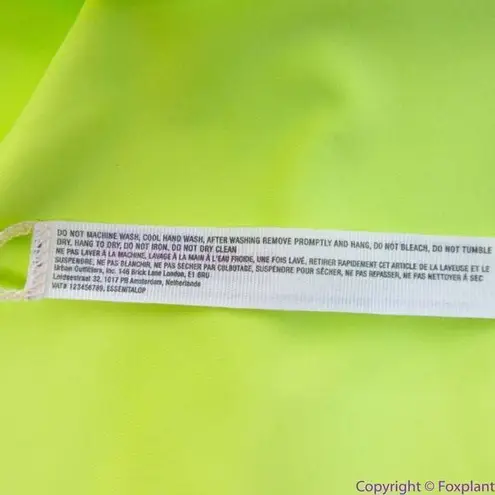 DO NOT MACHINE WASH, COOL HAND WASH, AFTER WASHING REMOVE PROMPTLY AND HANG, DO NOT BLEACH, DO NOT TUMBLE
DRY, HANG TO DRY, DO NOT IRON, DO NOT DRY CLEAN
NE PAS LAVER À LA MACHINE, LAVAGE À LA MAIN À L'EAU FROIDE, UNE FOIS LAVÉ, RETIRER RAPIDEMENT CET ARTICLE DE LA LAVEUSE ET LE
SUSPENDRE, NE PAS BLANCHIR, NE PAS SECHER PAR CULBUTAGE, SUSPENDRE POUR SÉCHER, NE PAS REPASSER, NE PAS NETTOYER À SEC
Urban Outfitters, Inc. 146 Brick Lane London, E1 6RU
Leidsestraat 32, 1017 PB Amsterdam, Netherlands
VAT# 123456789, ESSENTIALOP
Copyright © Foxplant